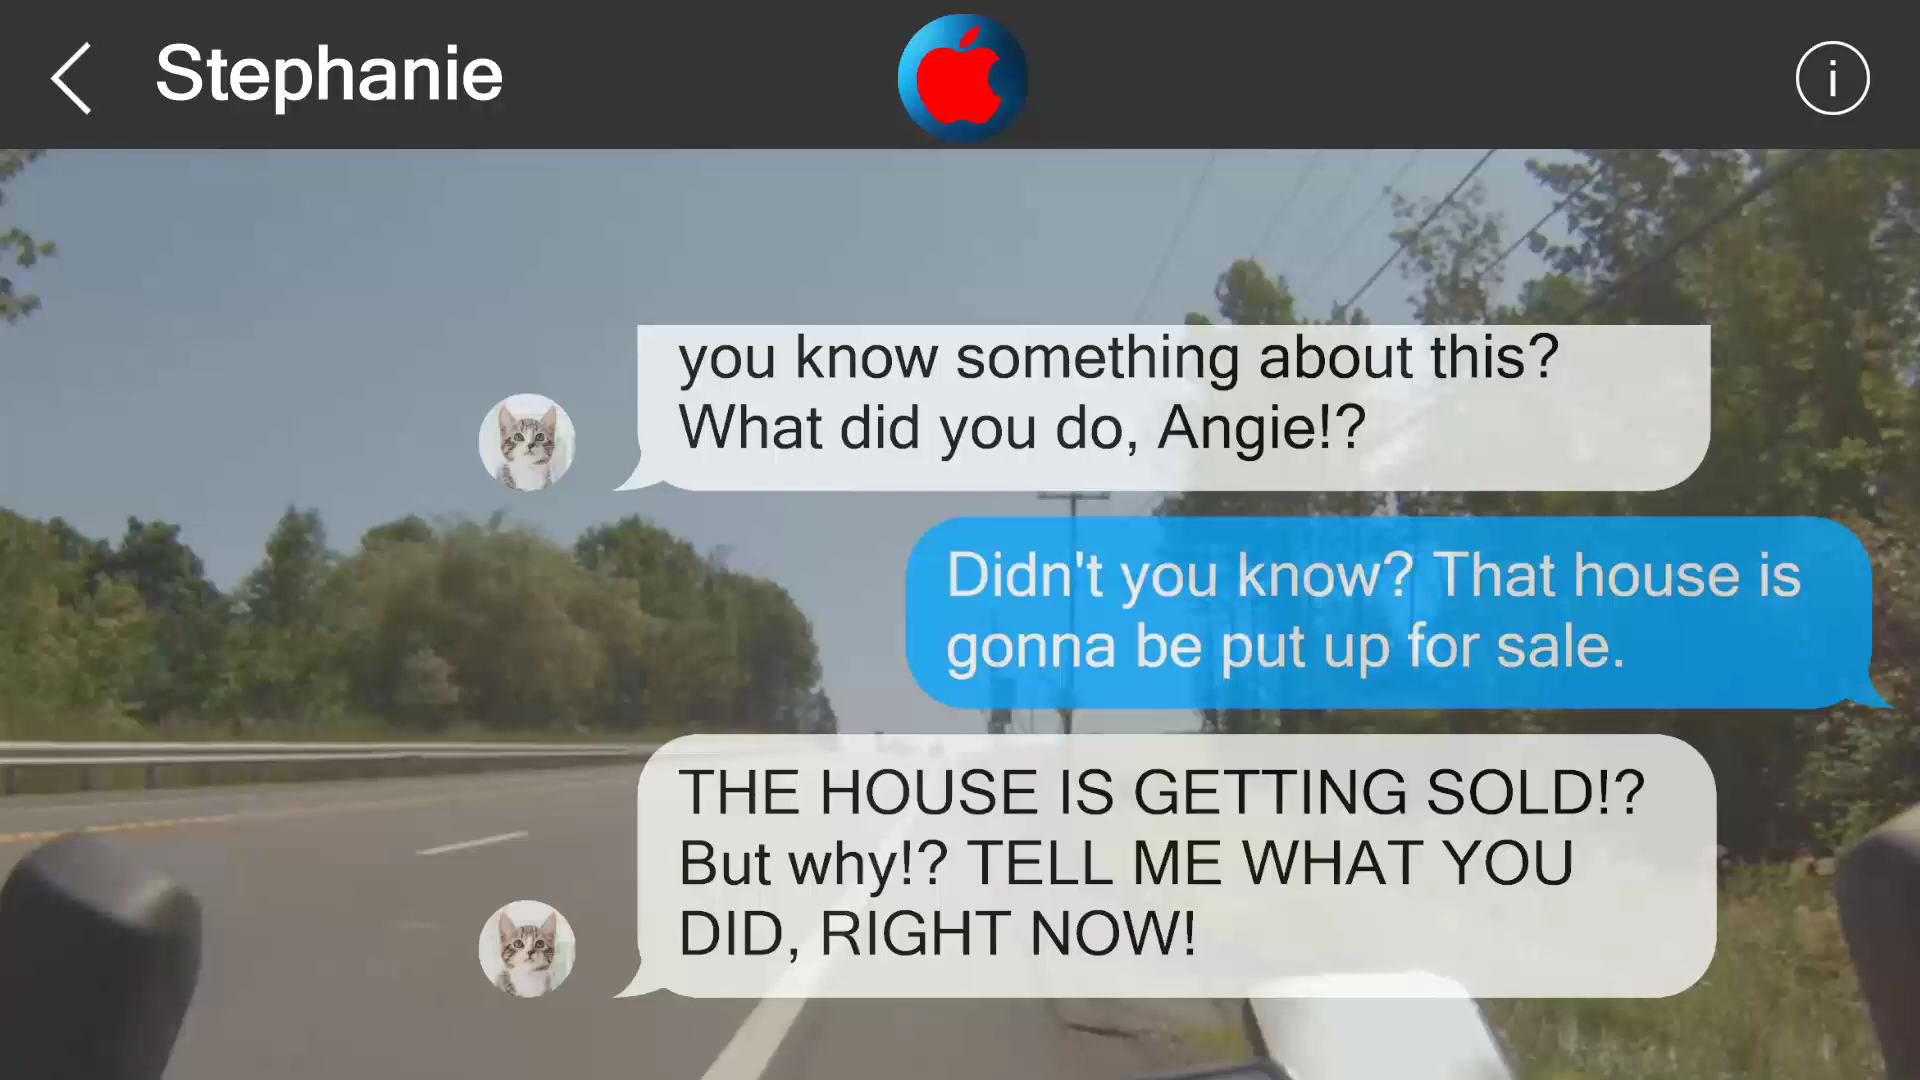 Stephanie
i
you know something about this?
What did you do, Angie!?
Didn't you know? That house is
gonna be put up for sale.
THE HOUSE IS GETTING SOLD!?
But why!? TELL ME WHAT YOU
DID, RIGHT NOW!